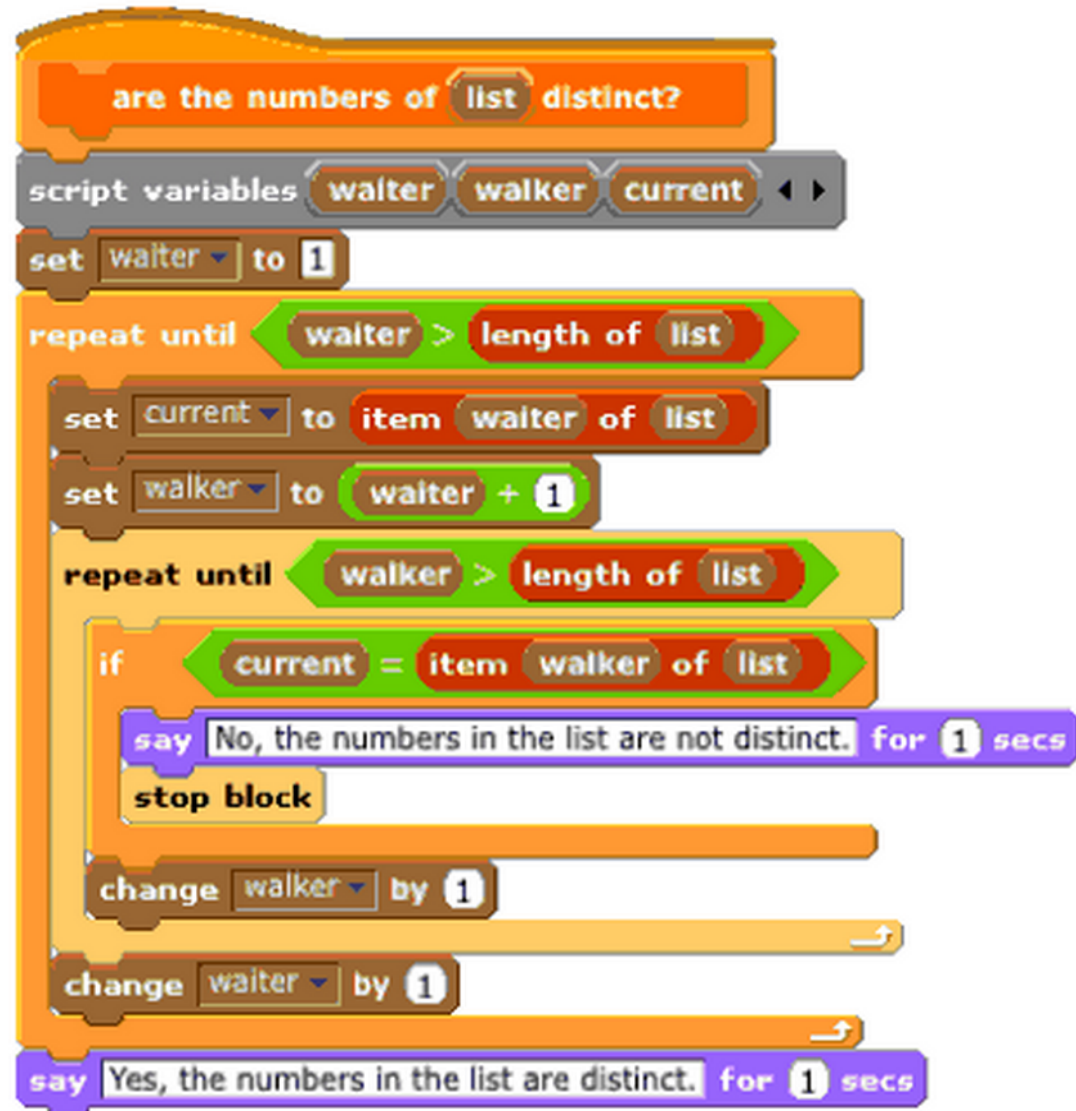 are the numbers of list distinct?
script variables waiter walker current
set waiter to 1
repeat until waiter > length of list
set current to item waiter of list
set walker to waiter + 1
repeat until walker > length of list
if current = item walker of list
say No, the numbers in the list are not distinct. for 1 secs
stop block
change walker by 1
change waiter by 1
say Yes, the numbers in the list are distinct. for 1 secs